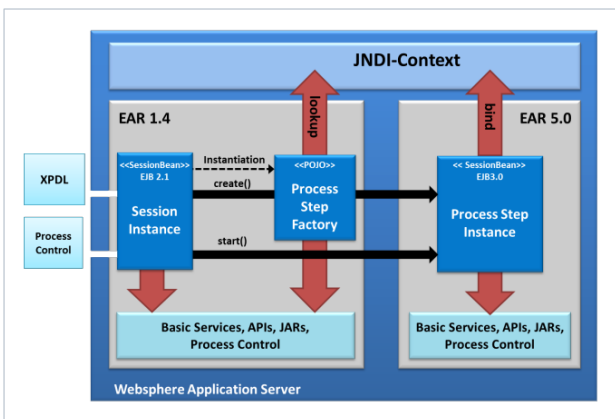 JNDI-Context
lookup
bind
EAR 1.4
EAR 5.0
XPDL
Process
Control
<<SessionBean>>
EJB 2.1
Session
Instance
Instantiation
create()
start()
<<POJO>>
Process
Step
Factory
<< SessionBean>>
EJB3.0
Process Step
Instance
Basic Services, APIs, JARs,
Process Control
Basic Services, APIs, JARs,
Process Control
Websphere Application Server